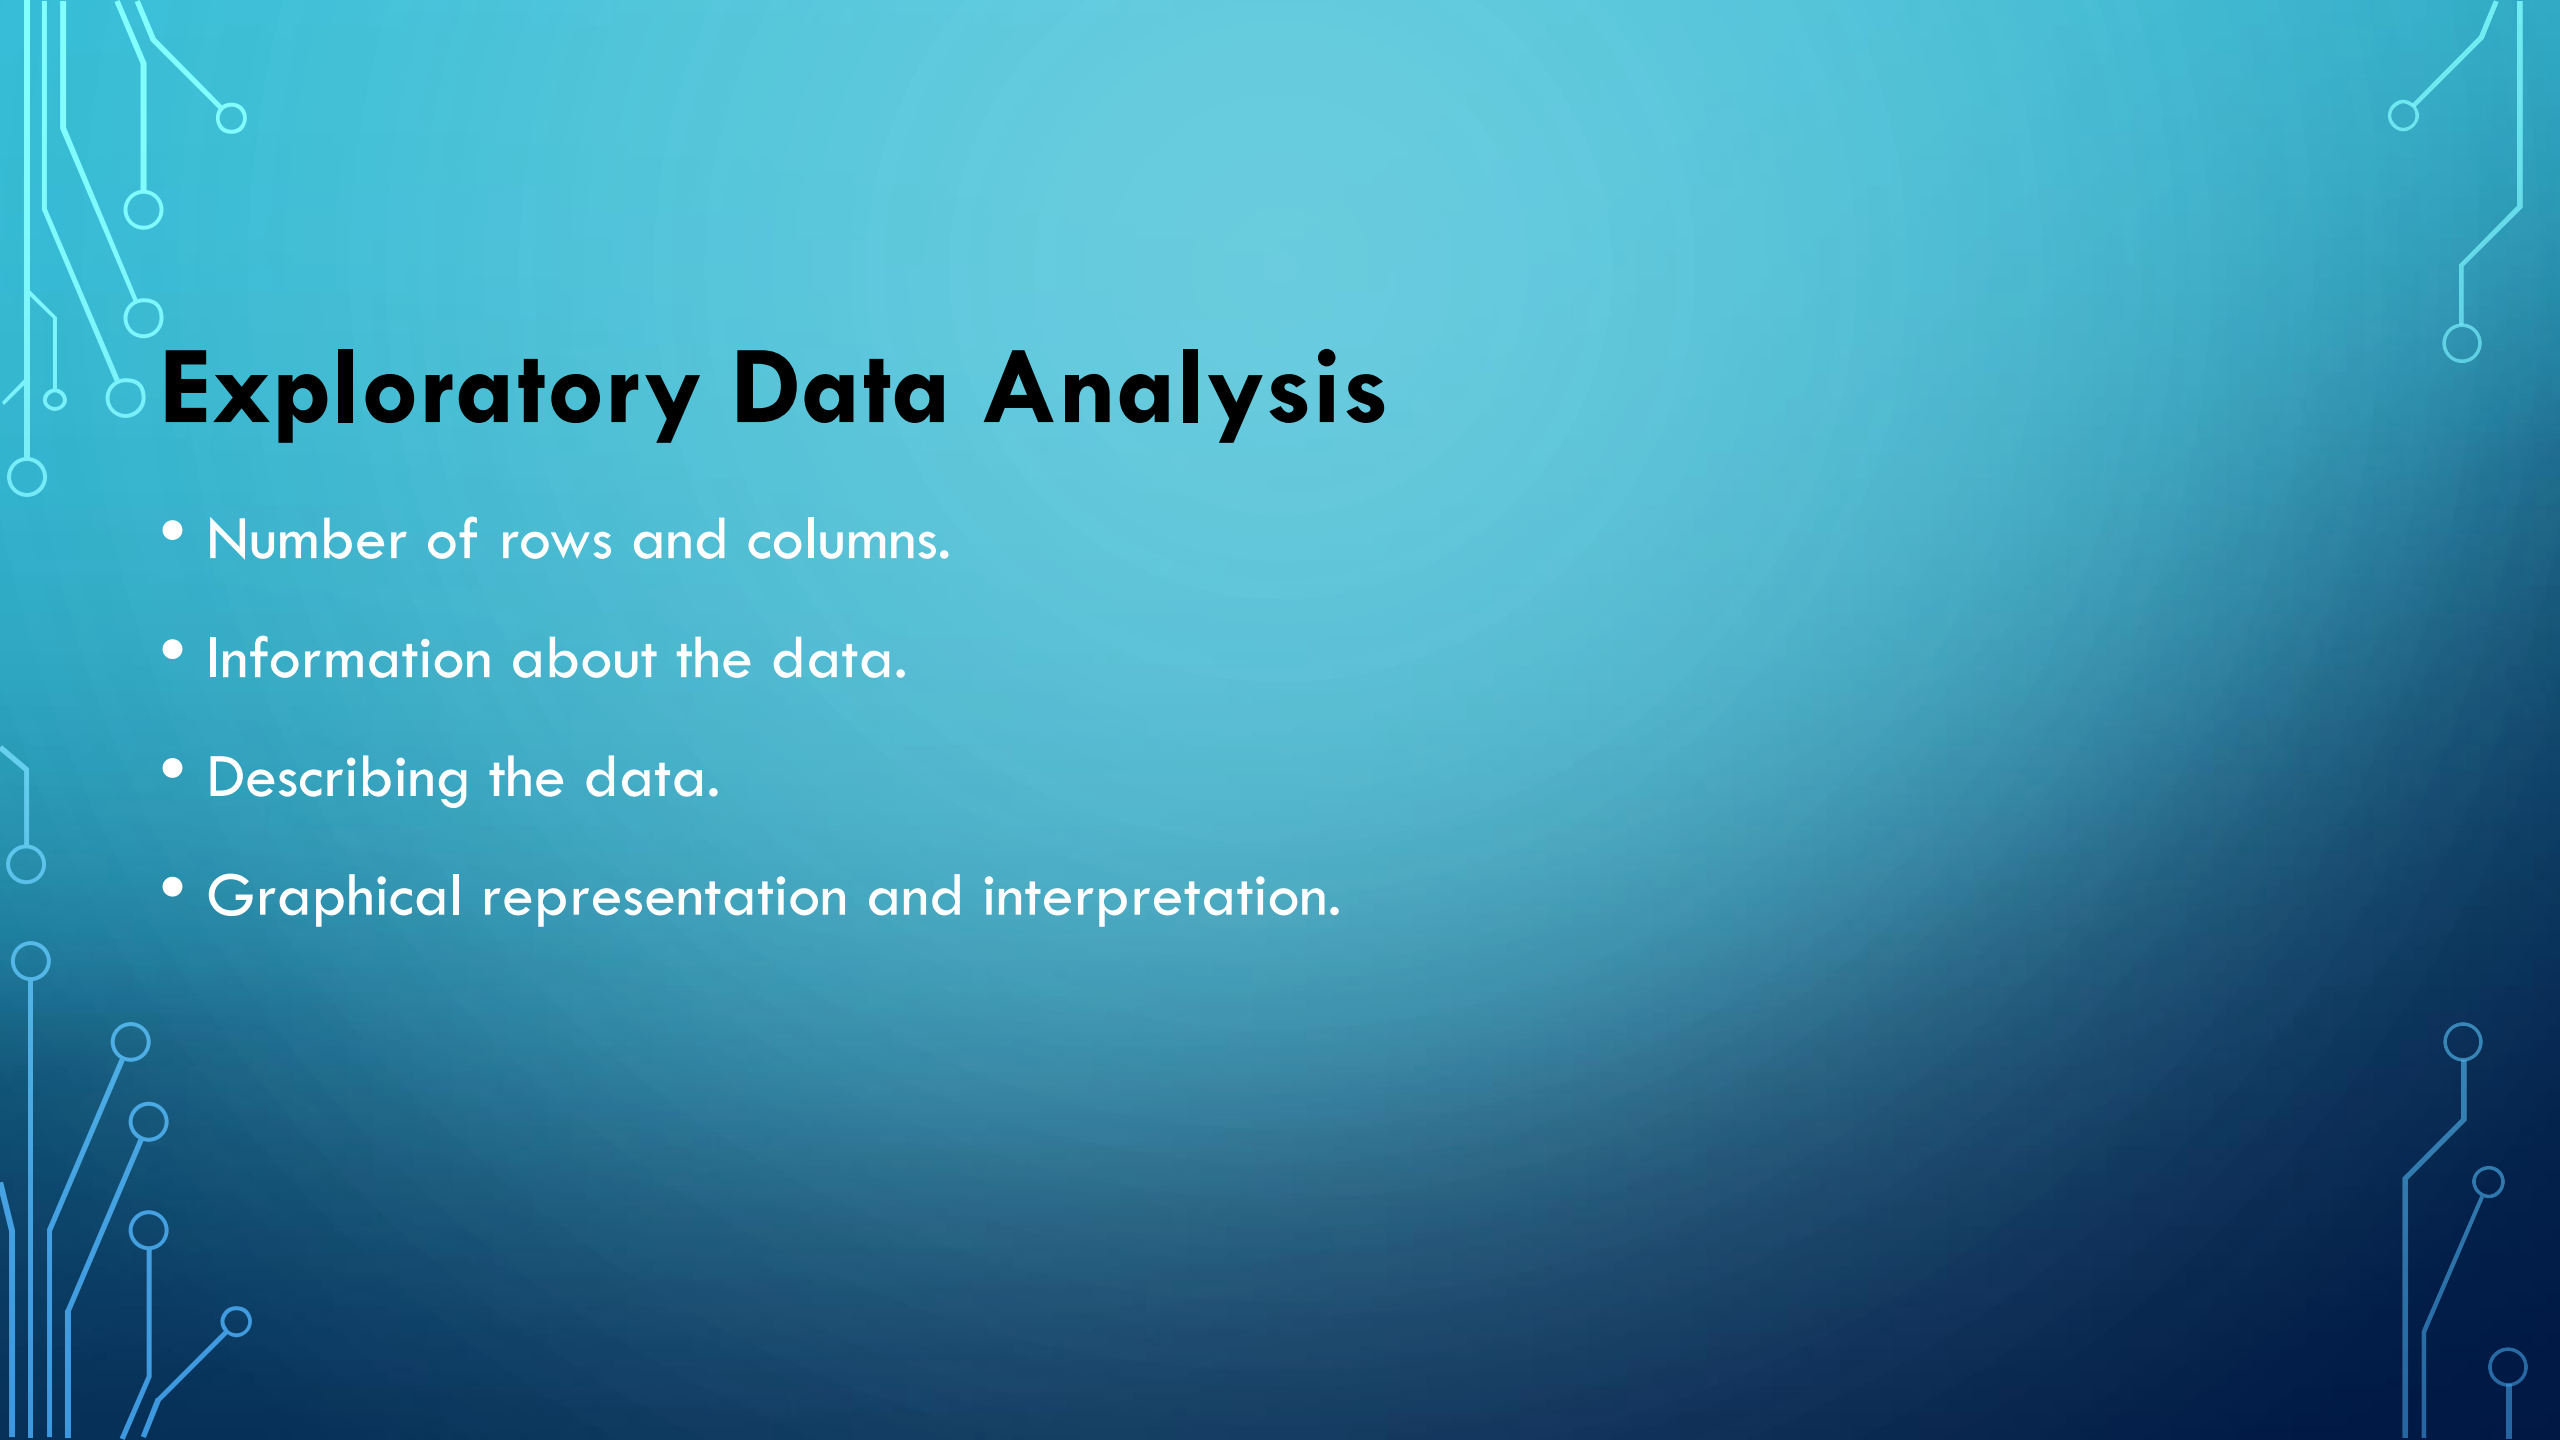 Exploratory Data Analysis
• Number of rows and columns.
• Information about the data.
• Describing the data.
• Graphical representation and interpretation.